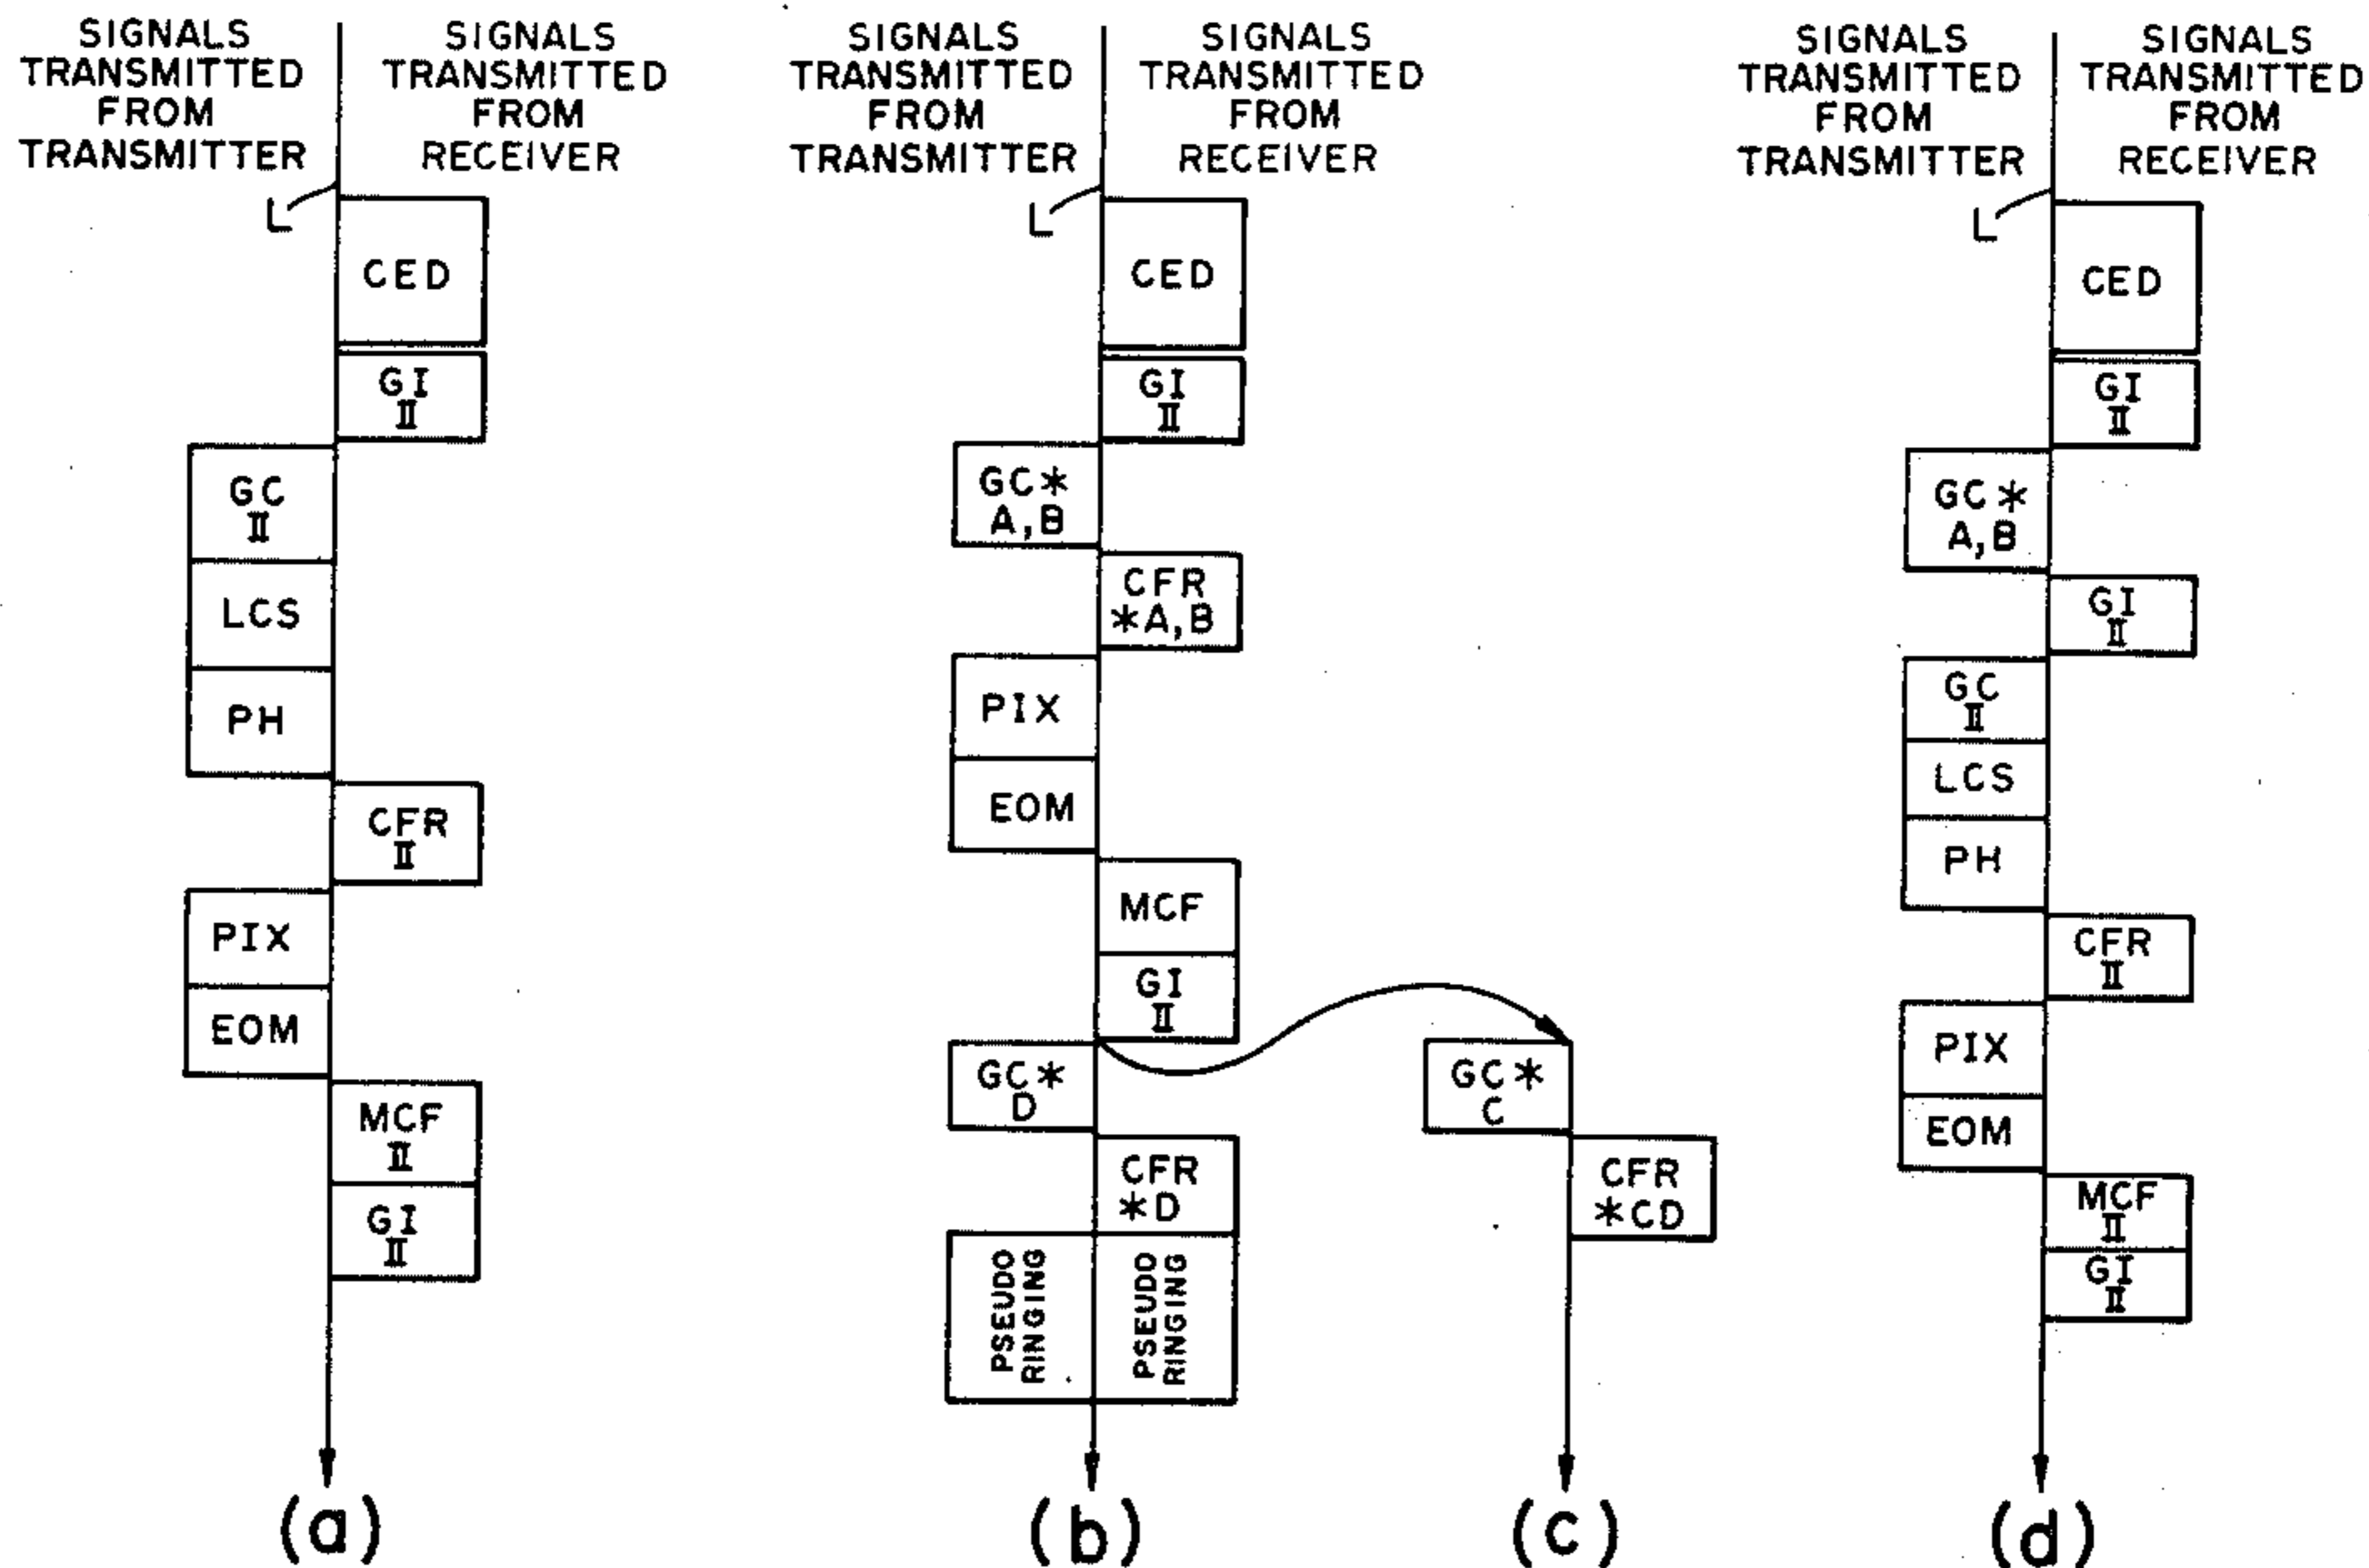 SIGNALS
TRANSMITTED
FROM
TRANSMITTER
SIGNALS
TRANSMITTED
FROM
RECEIVER
L
CED
GI
II
GC
II
LCS
PH
CFR
II
PIX
EOM
MCF
II
GI
II
(a)
SIGNALS
TRANSMITTED
FROM
TRANSMITTER
SIGNALS
TRANSMITTED
FROM
RECEIVER
L
CED
GI
II
GC*
A,B
CFR
*A,B
PIX
EOM
MCF
GI
II
GC*
D
CFR
*D
PSEUDO
RINGING
PSEUDO
RINGING
(b)
GC*
C
CFR
*CD
(c)
SIGNALS
TRANSMITTED
FROM
TRANSMITTER
SIGNALS
TRANSMITTED
FROM
RECEIVER
L
CED
GI
II
GC*
A,B
GI
II
GC
II
LCS
PH
CFR
II
PIX
EOM
MCF
II
GI
II
(d)